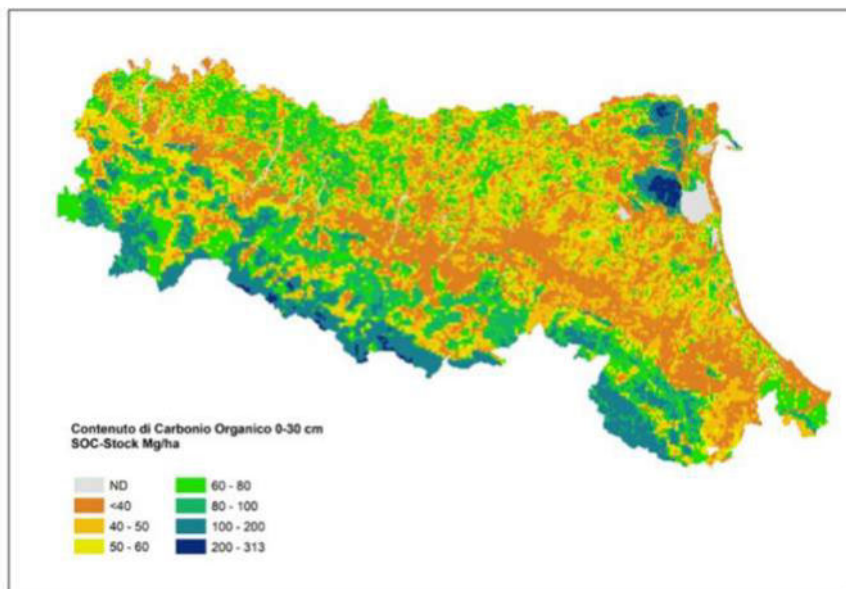 Contenuto di Carbonio Organico 0-30 cm
SOC-Stock Mg/ha
ND
<40
40 - 50
50 - 60
60 - 80
80 - 100
100 - 200
200 - 313